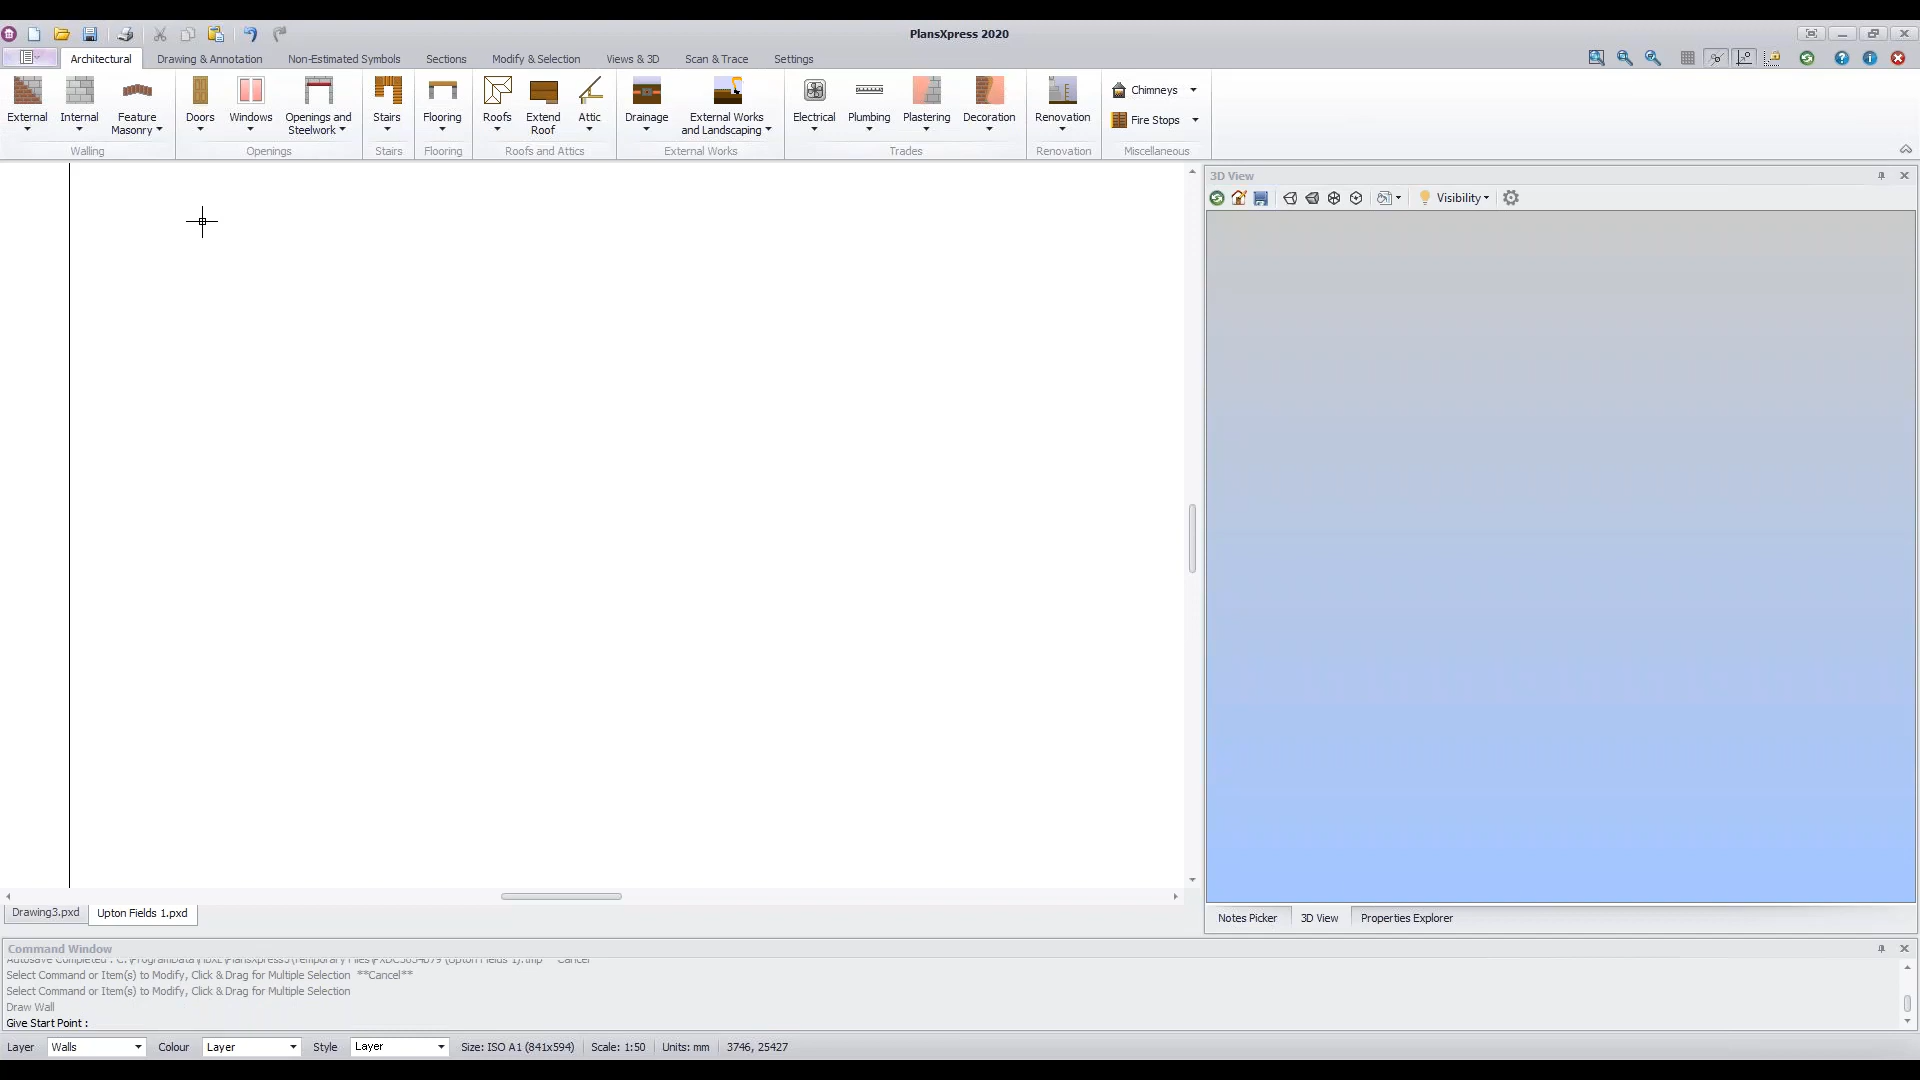 PlansXpress 2020
Architectural Drawing & Annotation Non-Estimated Symbols Sections Modify & Selection Views & 3D Scan & Trace Settings
External Internal Feature Masonry Doors Windows Openings and Steelwork Stairs Flooring Roofs Extend Roof Attic Drainage External Works and Landscaping Electrical Plumbing Plastering Decoration Renovation Chimneys
Fire Stops
Walling Openings Stairs Flooring Roofs and Attics External Works Trades Renovation Miscellaneous
3D View
Visibility
Drawing3.pxd Upton Fields 1.pxd
Notes Picker 3D View Properties Explorer
Command Window
Select Command or Item(s) to Modify, Click & Drag for Multiple Selection **Cancel**
Select Command or Item(s) to Modify, Click & Drag for Multiple Selection
Draw Wall
Give Start Point :
Layer Walls Colour Layer Style Layer Size: ISO A1 (841x594) Scale: 1:50 Units: mm 3746, 25427